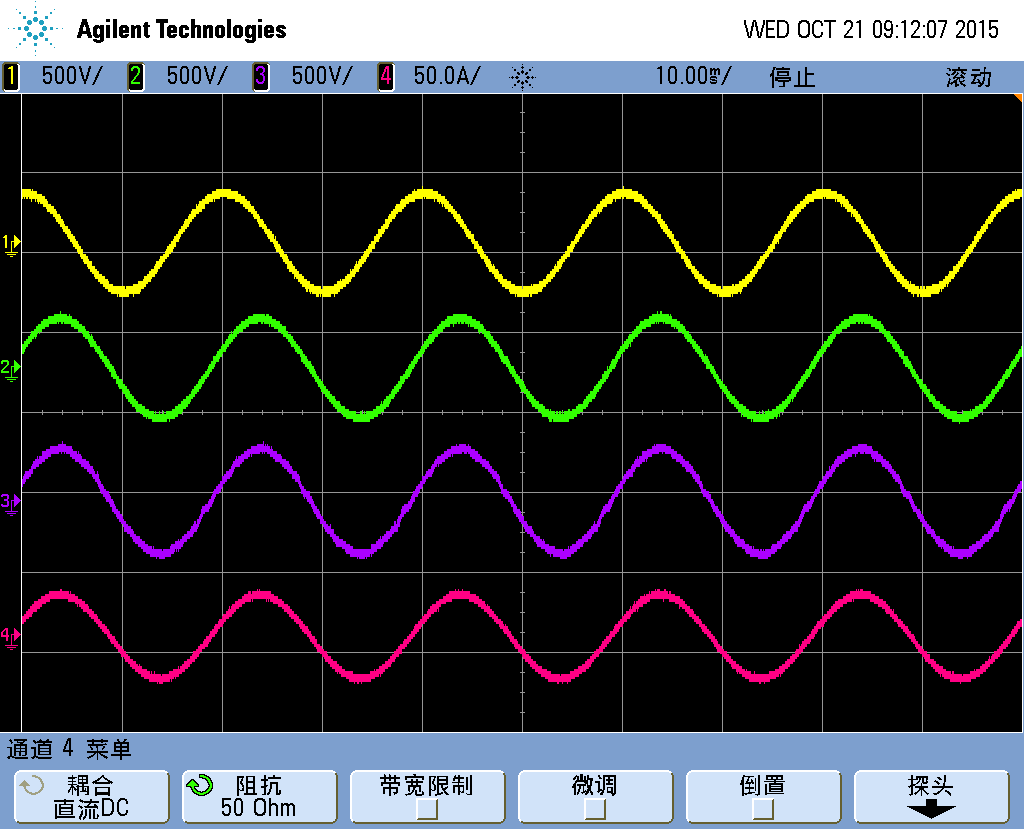 Agilent Technologies WED OCT 21 09:12:07 2015
1 500V/ 2 500V/ 3 500V/ 4 50.0A/ 10.00ms/ 停止 滚动
1
2
3
4
通道 4 菜单
耦合 阻抗 带宽限制 微调 倒置 探头
直流DC 50 Ohm